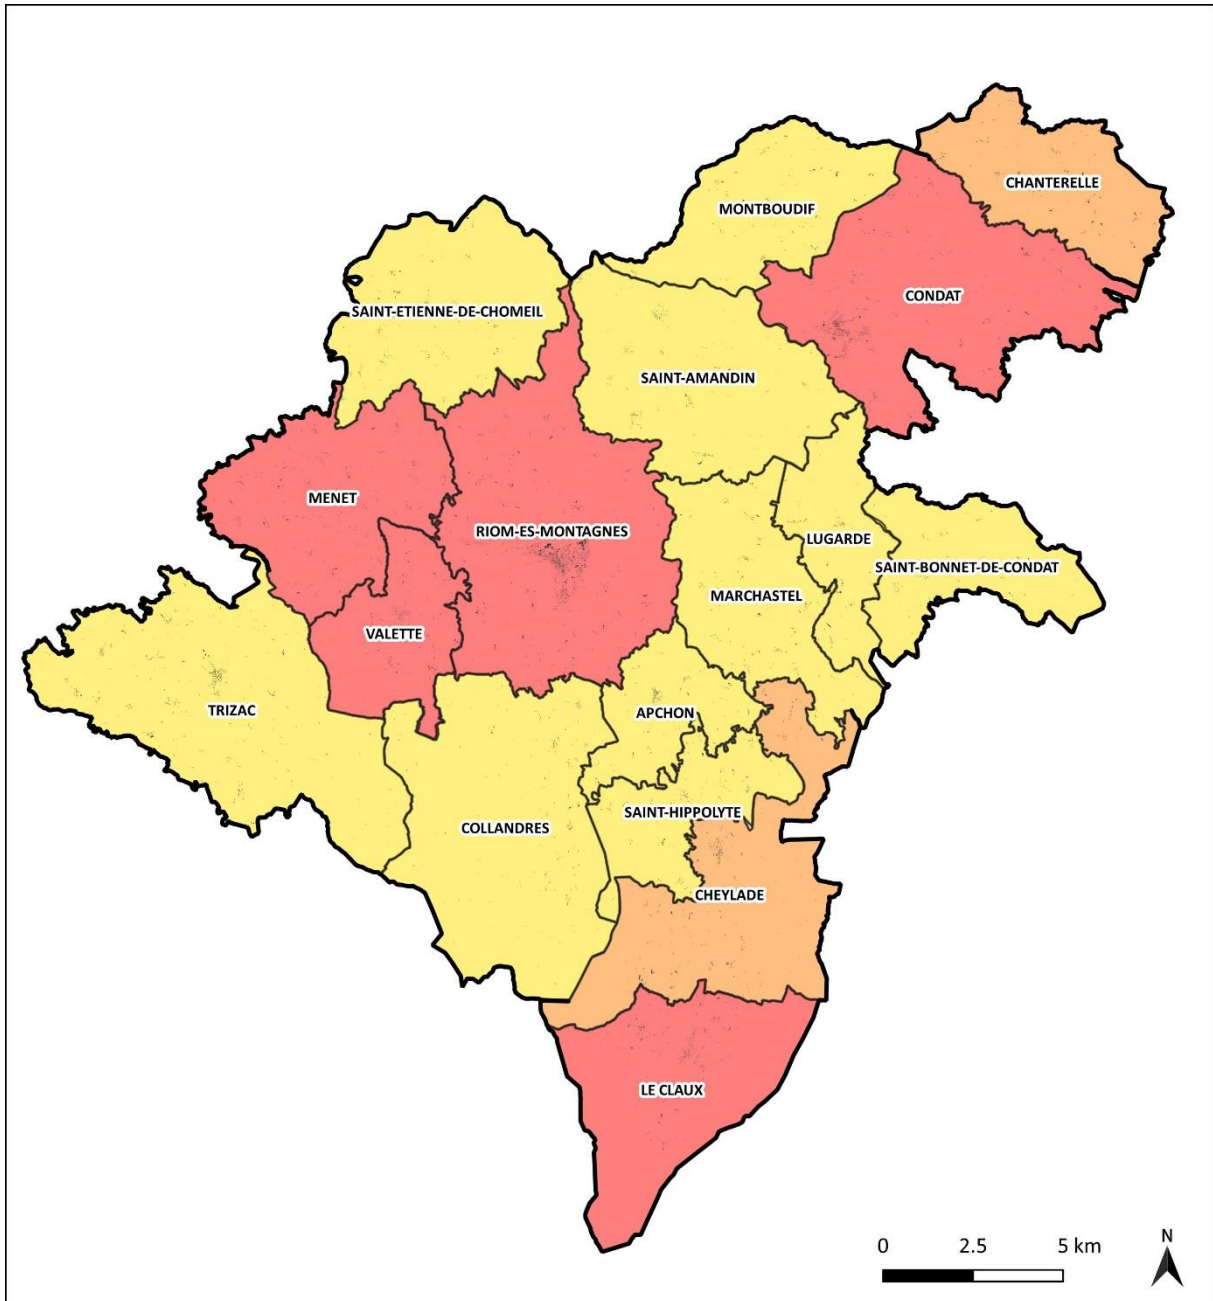 CHANTERELLE
MONTBOUDIF
CONDAT
SAINT-ETIENNE-DE-CHOMEIL
SAINT-AMANDIN
MENET
RIOM-ES-MONTAGNES
LUGARDE
SAINT-BONNET-DE-CONDAT
MARCHASTEL
VALETTE
TRIZAC
APCHON
SAINT-HIPPOLYTE
COLLANDRES
CHEYLADE
LE CLAUX
0 2.5 5 km
N